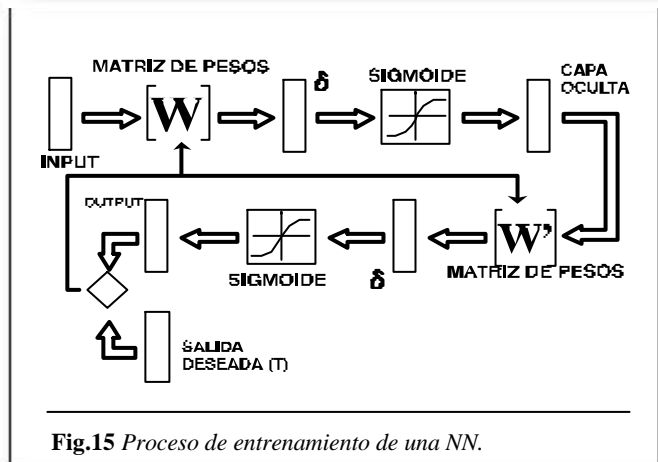 MATRIZ DE PESOS
δ
SIGMOIDE
CAPA
OCULTA
W
INPUT
OUTPUT
W'
SIGMOIDE
δ
MATRIZ DE PESOS
SALIDA
DESEADA (T)
Fig.15 Proceso de entrenamiento de una NN.